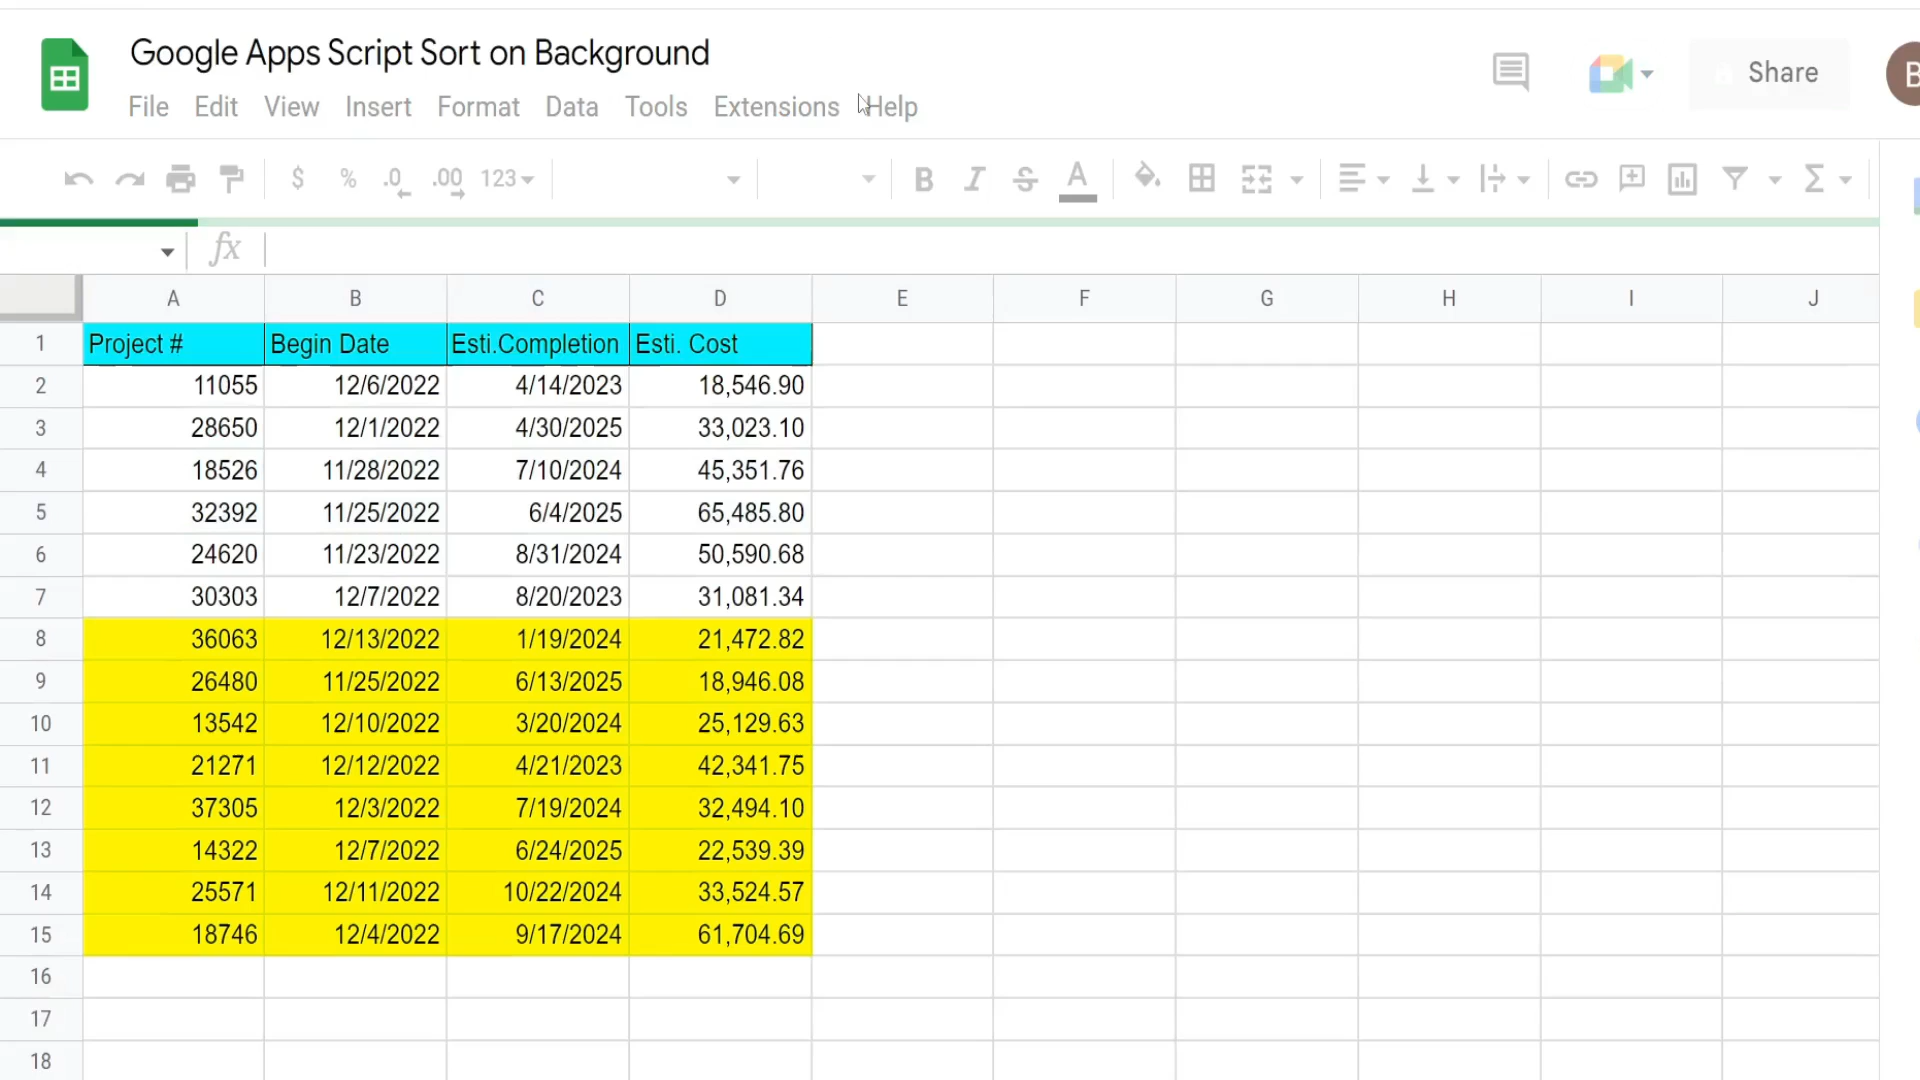 Google Apps Script Sort on Background
File Edit View Insert Format Data Tools Extensions Help
Share
B
$ % .0 .00 123 B I S A Σ
fx
A B C D E F G H I J
1 Project # Begin Date Esti.Completion Esti. Cost
2 11055 12/6/2022 4/14/2023 18,546.90
3 28650 12/1/2022 4/30/2025 33,023.10
4 18526 11/28/2022 7/10/2024 45,351.76
5 32392 11/25/2022 6/4/2025 65,485.80
6 24620 11/23/2022 8/31/2024 50,590.68
7 30303 12/7/2022 8/20/2023 31,081.34
8 36063 12/13/2022 1/19/2024 21,472.82
9 26480 11/25/2022 6/13/2025 18,946.08
10 13542 12/10/2022 3/20/2024 25,129.63
11 21271 12/12/2022 4/21/2023 42,341.75
12 37305 12/3/2022 7/19/2024 32,494.10
13 14322 12/7/2022 6/24/2025 22,539.39
14 25571 12/11/2022 10/22/2024 33,524.57
15 18746 12/4/2022 9/17/2024 61,704.69
16
17
18